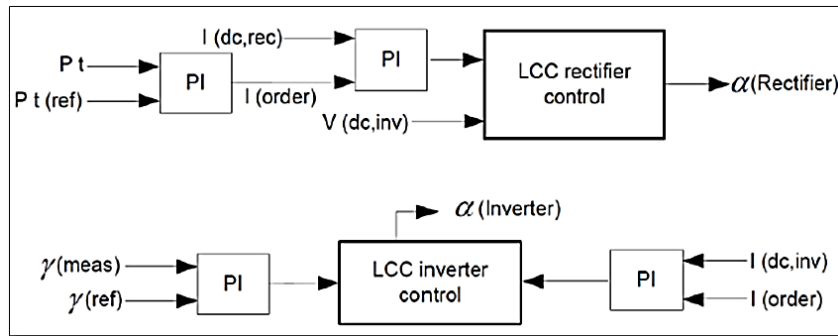 I (dc,rec)
P t
PI
PI
LCC rectifier
control
α(Rectifier)
P t (ref)
I (order)
V (dc,inv)
α(Inverter)
γ(meas)
PI
LCC inverter
control
PI
I (dc,inv)
γ(ref)
I (order)